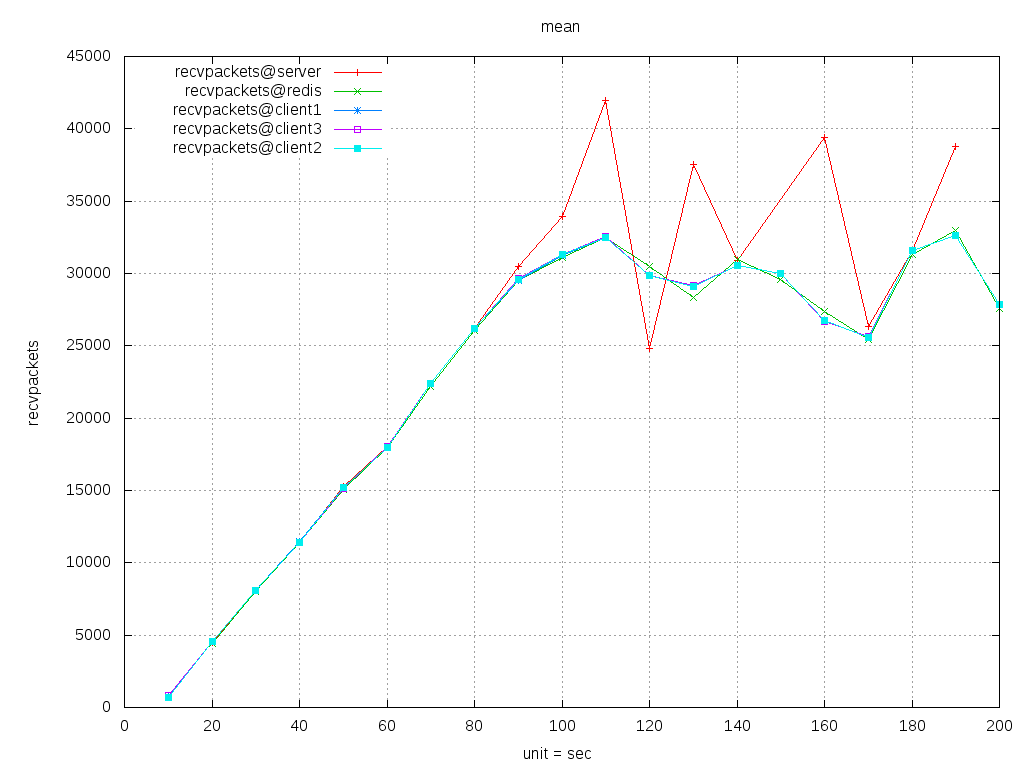 mean
45000
40000
35000
30000
25000
20000
15000
10000
5000
0
recvpackets
recvpackets@server
recvpackets@redis
recvpackets@client1
recvpackets@client3
recvpackets@client2
0 20 40 60 80 100 120 140 160 180 200
unit = sec